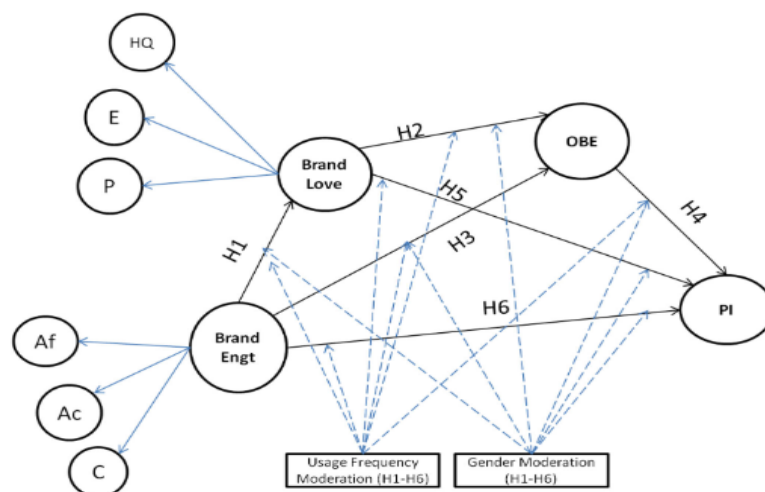 HQ
E
P
Brand
Love
H2
OBE
H5
H4
H1
H3
H6
PI
Brand
Engt
Af
Ac
C
Usage Frequency
Moderation (H1-H6)
Gender Moderation
(H1-H6)